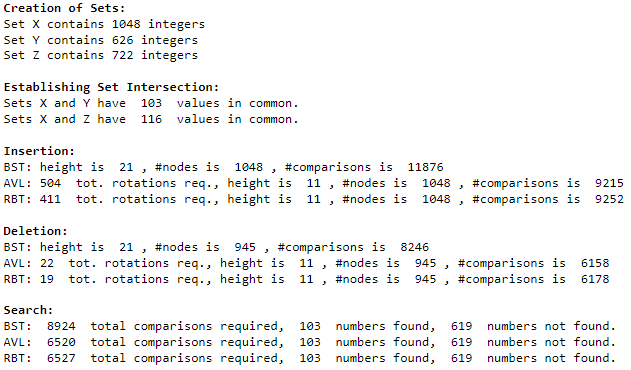 Creation of Sets:
Set X contains 1048 integers
Set Y contains 626 integers
Set Z contains 722 integers
Establishing Set Intersection:
Sets X and Y have 103 values in common.
Sets X and Z have 116 values in common.
Insertion:
BST: height is 21 , #nodes is 1048 , #comparisons is 11876
AVL: 504 tot. rotations req., height is 11 , #nodes is 1048 , #comparisons is 9215
RBT: 411 tot. rotations req., height is 11 , #nodes is 1048 , #comparisons is 9252
Deletion:
BST: height is 21 , #nodes is 945 , #comparisons is 8246
AVL: 22 tot. rotations req., height is 11 , #nodes is 945 , #comparisons is 6158
RBT: 19 tot. rotations req., height is 11 , #nodes is 945 , #comparisons is 6178
Search:
BST: 8924 total comparisons required, 103 numbers found, 619 numbers not found.
AVL: 6520 total comparisons required, 103 numbers found, 619 numbers not found.
RBT: 6527 total comparisons required, 103 numbers found, 619 numbers not found.